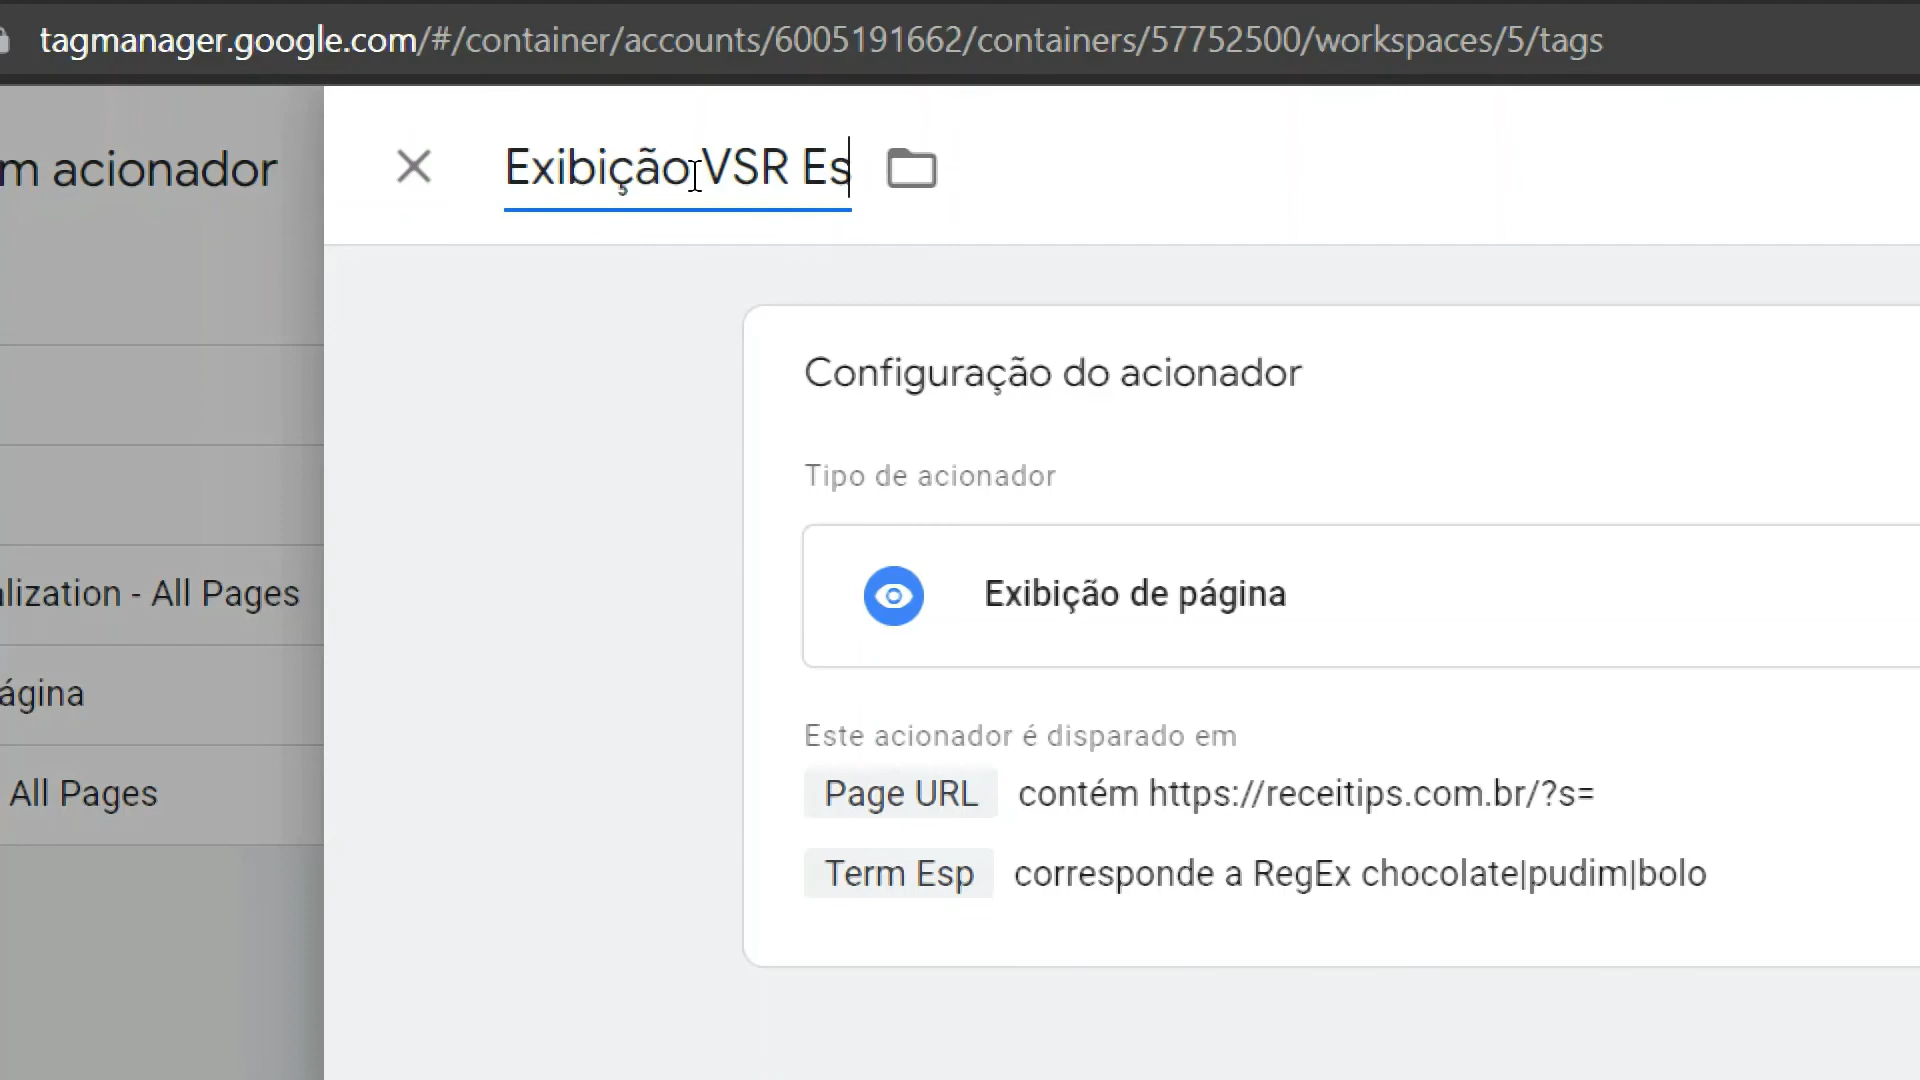 tagmanager.google.com/#/container/accounts/6005191662/containers/57752500/workspaces/5/tags
m acionador
Exibição VSR Es
Configuração do acionador
Tipo de acionador
Exibição de página
lization - All Pages
ágina
Este acionador é disparado em
All Pages
Page URL contém https://receitips.com.br/?s=
Term Esp corresponde a RegEx chocolate|pudim|bolo